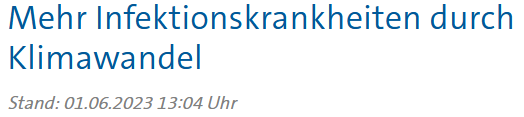 Mehr Infektionskrankheiten durch
Klimawandel
Stand: 01.06.2023 13:04 Uhr